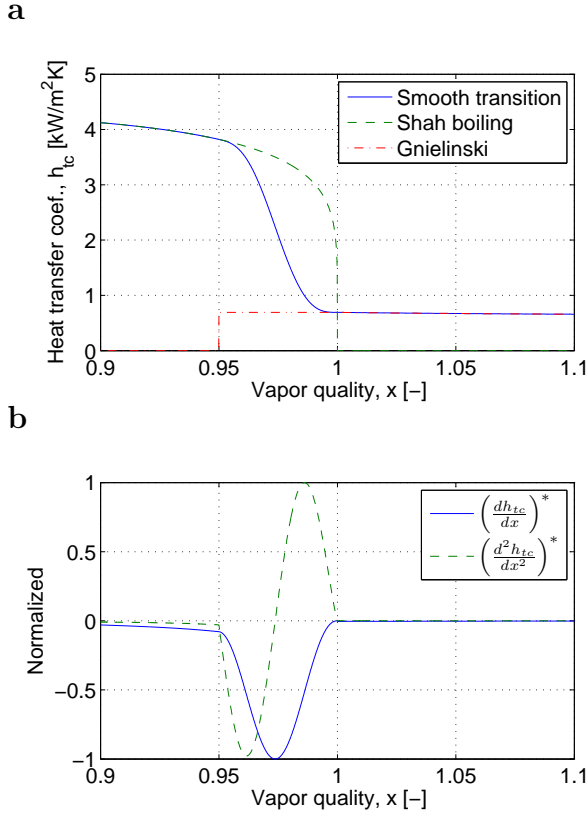 a
5
4
3
2
1
0
Heat transfer coef., h_tc [kW/m²K]
Smooth transition
Shah boiling
Gnielinski
0.9 0.95 1 1.05 1.1
Vapor quality, x [−]
b
1
0.5
0
−0.5
−1
Normalized
(dh_tc/dx)*
(d²h_tc/dx²)*
0.9 0.95 1 1.05 1.1
Vapor quality, x [−]